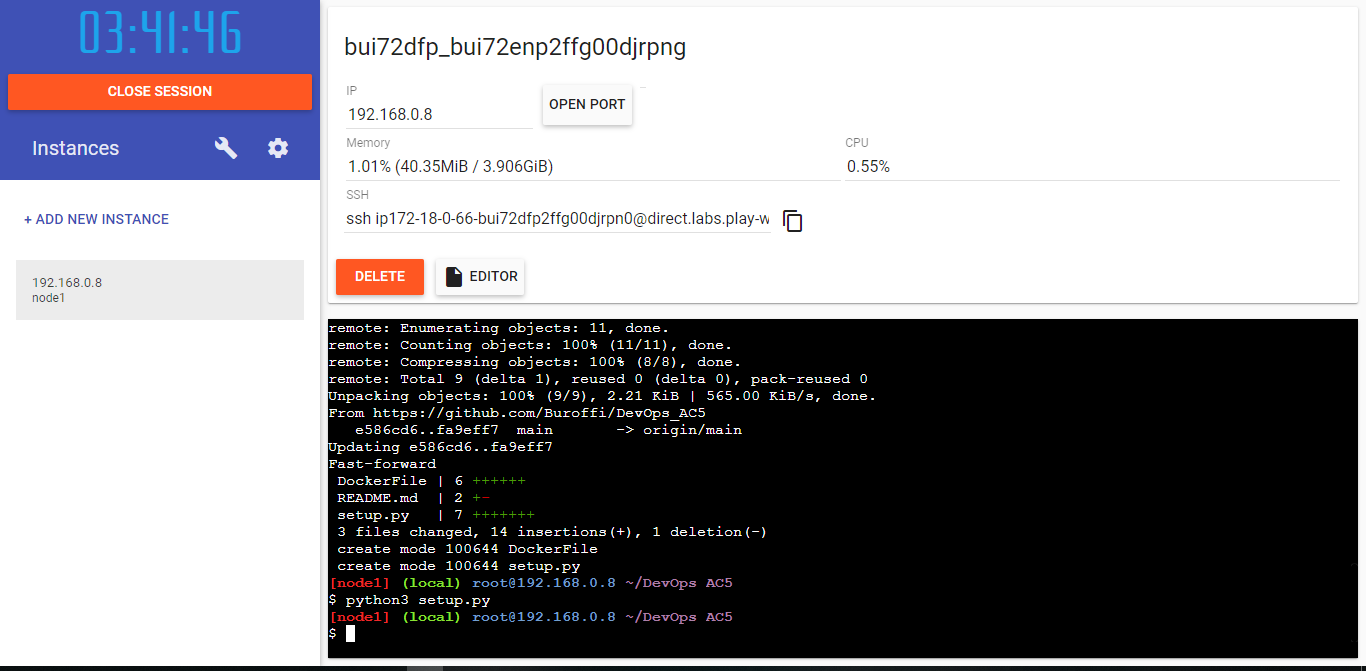 03:41:46
CLOSE SESSION
Instances
+ ADD NEW INSTANCE
192.168.0.8
node1
bui72dfp_bui72enp2ffg00djrpng
IP
192.168.0.8
OPEN PORT
Memory
1.01% (40.35MiB / 3.906GiB)
CPU
0.55%
SSH
ssh ip172-18-0-66-bui72dfp2ffg00djrpn0@direct.labs.play-w
DELETE
EDITOR
remote: Enumerating objects: 11, done.
remote: Counting objects: 100% (11/11), done.
remote: Compressing objects: 100% (8/8), done.
remote: Total 9 (delta 1), reused 0 (delta 0), pack-reused 0
Unpacking objects: 100% (9/9), 2.21 KiB | 565.00 KiB/s, done.
From https://github.com/Buroffi/DevOps_AC5
   e586cd6..fa9eff7  main       -> origin/main
Updating e586cd6..fa9eff7
Fast-forward
 DockerFile | 6 ++++++
 README.md  | 2 +-
 setup.py   | 7 +++++++
 3 files changed, 14 insertions(+), 1 deletion(-)
 create mode 100644 DockerFile
 create mode 100644 setup.py
[node1] (local) root@192.168.0.8 ~/DevOps AC5
$ python3 setup.py
[node1] (local) root@192.168.0.8 ~/DevOps AC5
$